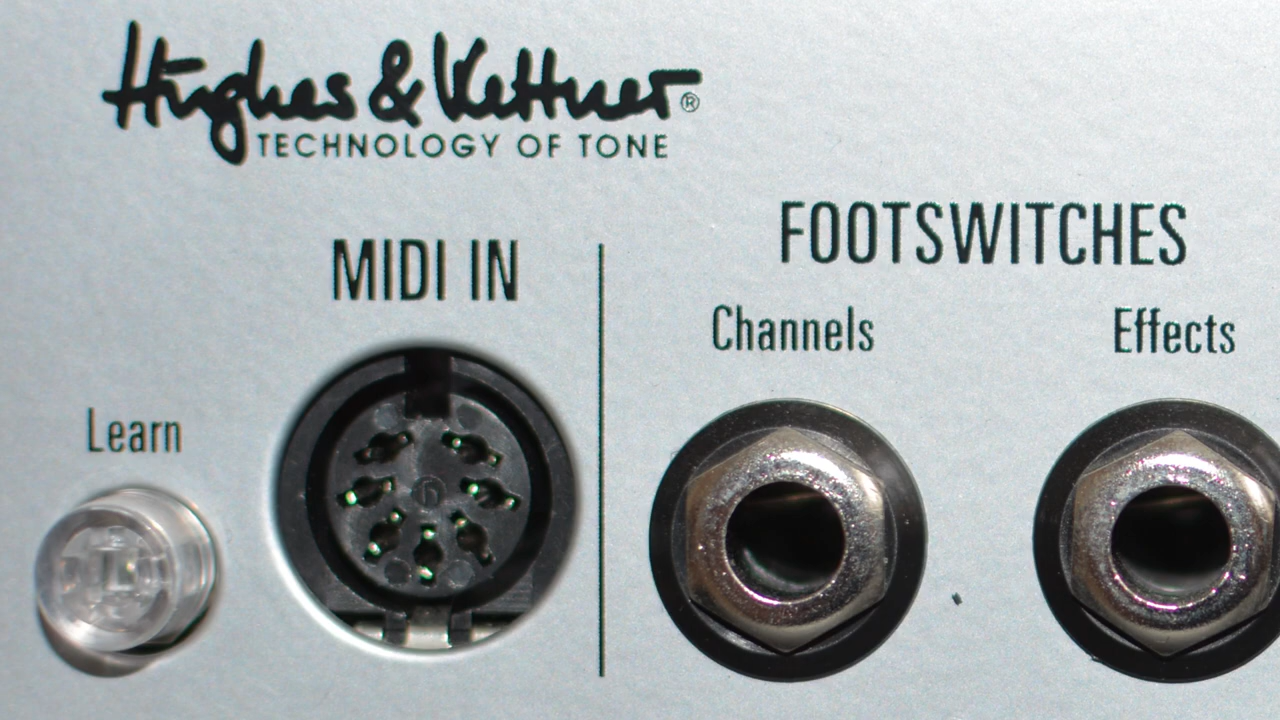 Hughes & Kettner®
TECHNOLOGY OF TONE
FOOTSWITCHES
MIDI IN
Channels
Effects
Learn